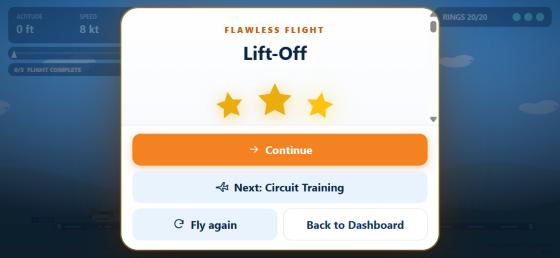 ALTITUDE
0 ft
SPEED
8 kt
RINGS 20/20
0/5 FLIGHT COMPLETE
FLAWLESS FLIGHT
Lift-Off
Continue
Next: Circuit Training
Fly again
Back to Dashboard